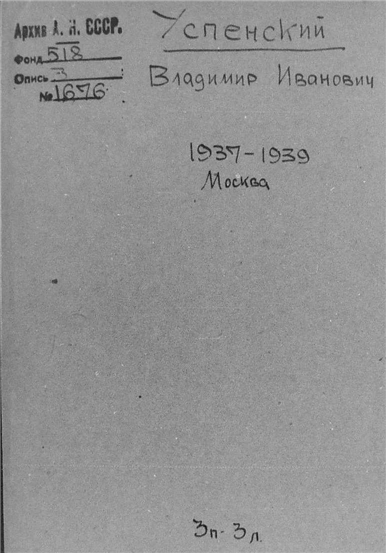 Архив А. Н. СССР.
Фонд 518
Опись 3
№ 1676
Успенский
Владимир Иванович
1937-1939
Москва
3п- 3л.